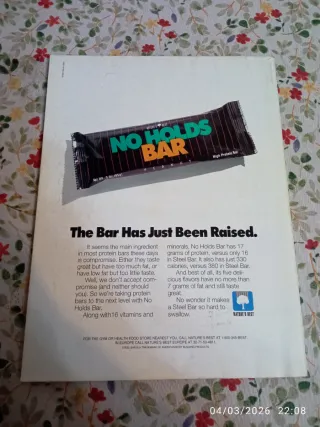 NO HOLDS
BAR
High Protein Bar
The Bar Has Just Been Raised.
It seems the main ingredient
in most protein bars these days
is compromise. Either they taste
great but have too much fat, or
have low fat but too little taste.
Well, we don't accept com-
promise (and neither should
you). So we're taking protein
bars to the next level with No
Holds Bar.
Along with 16 vitamins and
minerals, No Holds Bar has 17
grams of protein, versus only 16
in Steel Bar. It also has just 330
calories, versus 380 in Steel Bar.
And best of all, its five deli-
cious flavors have no more than
7 grams of fat and still taste
great.
No wonder it makes
a Steel Bar so hard to
swallow.
NATURE'S BEST
04/03/2026 22:08